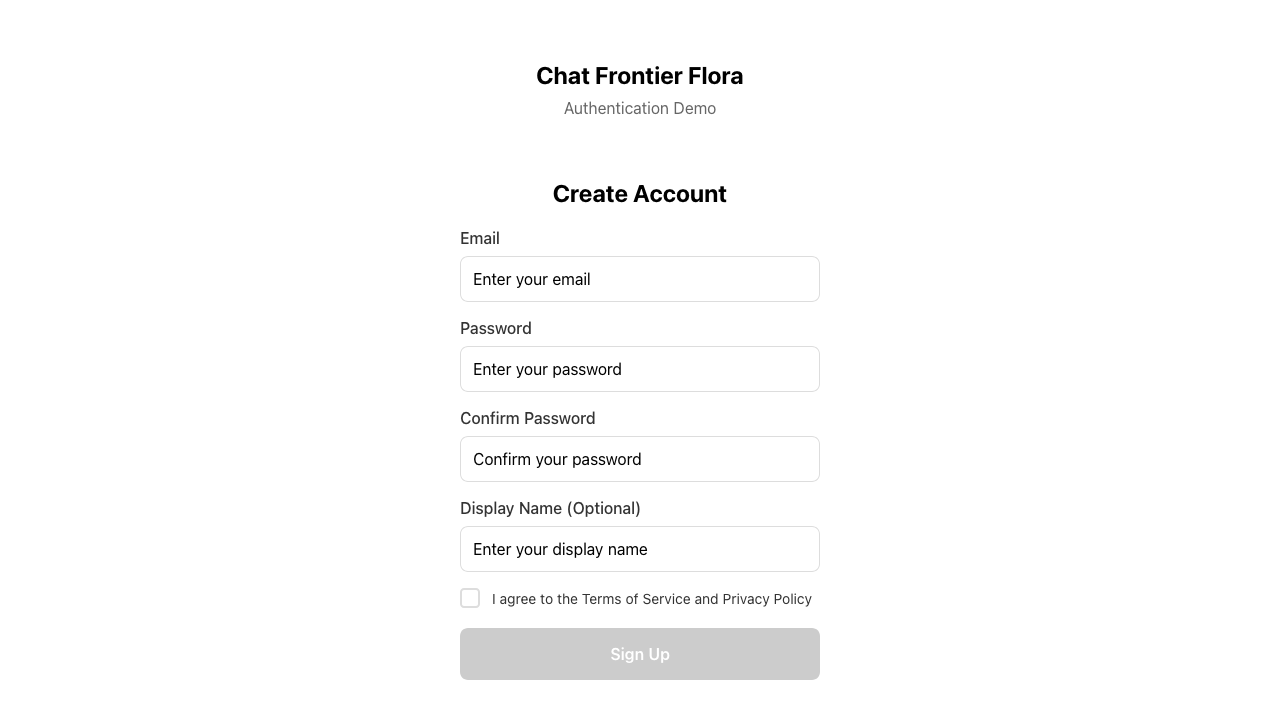 Chat Frontier Flora
Authentication Demo
Create Account
Email
Enter your email
Password
Enter your password
Confirm Password
Confirm your password
Display Name (Optional)
Enter your display name
I agree to the Terms of Service and Privacy Policy
Sign Up